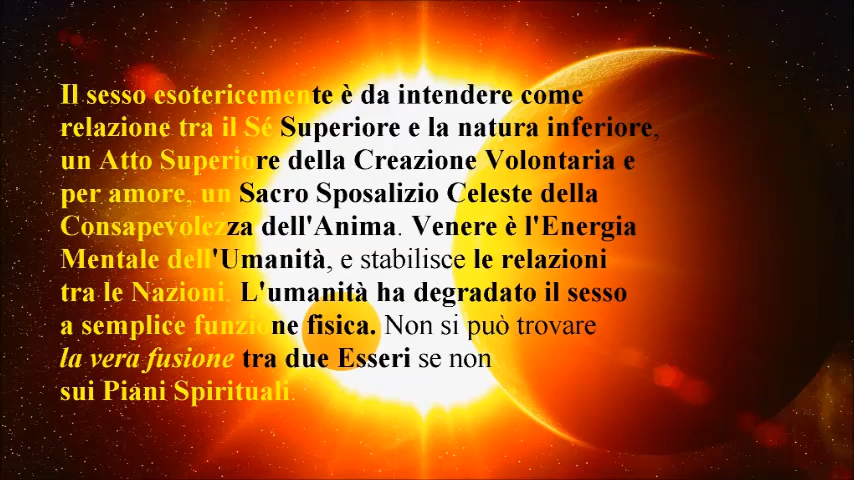 Il sesso esotericemente è da intendere come
relazione tra il Sé Superiore e la natura inferiore,
un Atto Superiore della Creazione Volontaria e
per amore, un Sacro Sposalizio Celeste della
Consapevolezza dell'Anima. Venere è l'Energia
Mentale dell'Umanità, e stabilisce le relazioni
tra le Nazioni. L'umanità ha degradato il sesso
a semplice funzione fisica. Non si può trovare
la vera fusione tra due Esseri se non
sui Piani Spirituali.